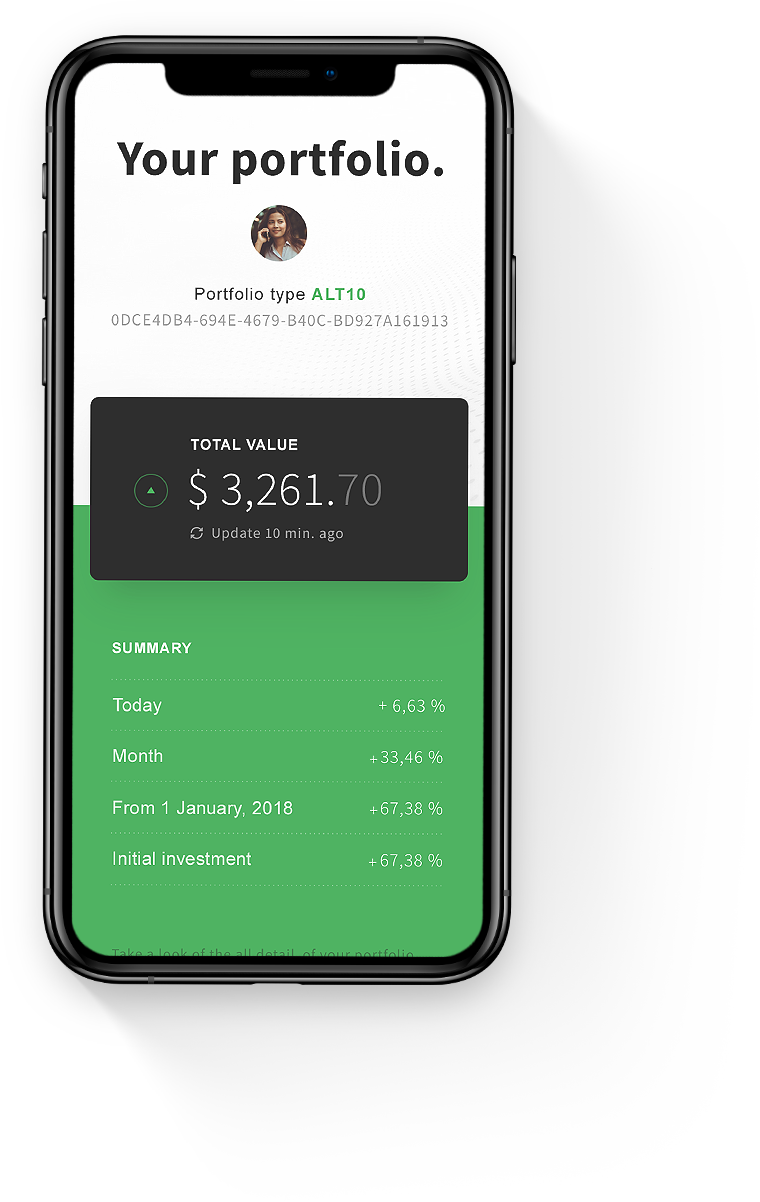 Your portfolio.
Portfolio type ALT10
0DCE4DB4-694E-4679-B40C-BD927A161913
TOTAL VALUE
$ 3,261.70
Update 10 min. ago
SUMMARY
Today + 6,63 %
Month +33,46 %
From 1 January, 2018 +67,38 %
Initial investment +67,38 %
Take a look of the all detail of your portfolio